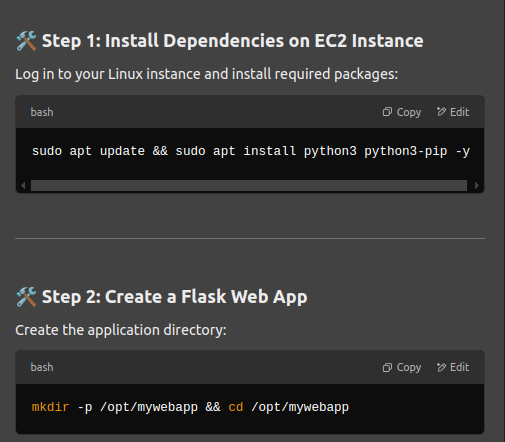 🛠️ Step 1: Install Dependencies on EC2 Instance
Log in to your Linux instance and install required packages:
bash Copy Edit
sudo apt update && sudo apt install python3 python3-pip -y
🛠️ Step 2: Create a Flask Web App
Create the application directory:
bash Copy Edit
mkdir -p /opt/mywebapp && cd /opt/mywebapp